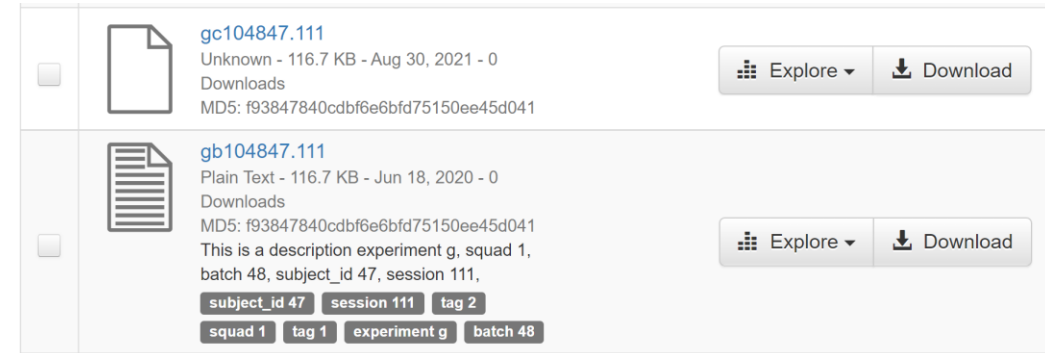 gc104847.111
Unknown - 116.7 KB - Aug 30, 2021 - 0
Downloads
MD5: f93847840cdbf6e6bfd75150ee45d041
Explore Download
gb104847.111
Plain Text - 116.7 KB - Jun 18, 2020 - 0
Downloads
MD5: f93847840cdbf6e6bfd75150ee45d041
This is a description experiment g, squad 1,
batch 48, subject_id 47, session 111,
subject_id 47 session 111 tag 2
squad 1 tag 1 experiment g batch 48
Explore Download